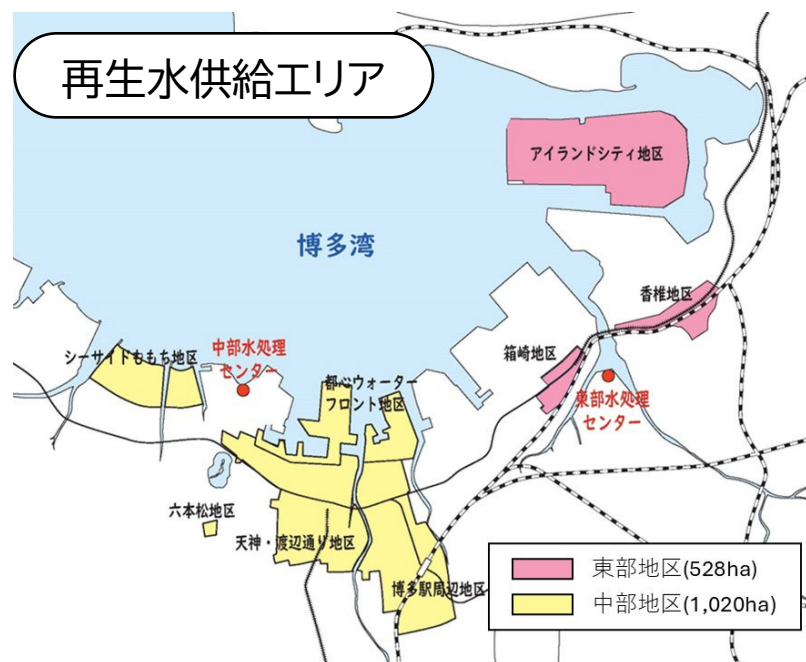 再生水供給エリア
アイランドシティ地区
博多湾
香椎地区
シーサイドももち地区
中部水処理
センター
都心ウォーター
フロント地区
箱崎地区
東部水処理
センター
六本松地区
天神・渡辺通り地区
博多駅周辺地区
東部地区(528ha)
中部地区(1,020ha)